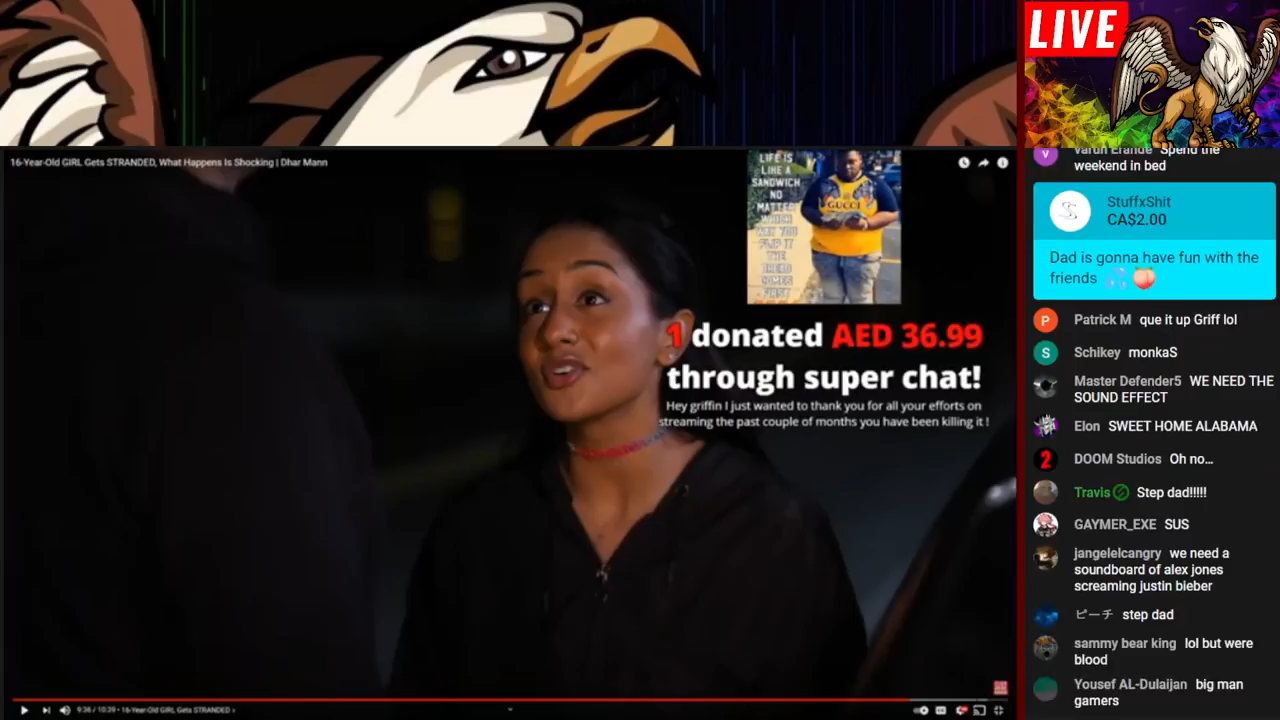 LIVE
16-Year-Old GIRL Gets STRANDED, What Happens Is Shocking | Dhar Mann
LIFE IS
LIKE A
SANDWICH
NO
MATTER
WHICH
WAY YOU
FLIP IT
THE
BREAD
COMES
FIRST
GUCCI
1 donated AED 36.99
through super chat!
Hey griffin I just wanted to thank you for all your efforts on
streaming the past couple of months you have been killing it !
9:36 / 10:39 • 16-Year-Old GIRL Gets STRANDED ›
V Varun Erande Spend the
weekend in bed
StuffxShit
CA$2.00
Dad is gonna have fun with the
friends 💦 🍑
P Patrick M que it up Griff lol
S Schikey monkaS
Master Defender5 WE NEED THE
SOUND EFFECT
Elon SWEET HOME ALABAMA
2 DOOM Studios Oh no...
Travis Step dad!!!!!
GAYMER_EXE SUS
jangelelcangry we need a
soundboard of alex jones
screaming justin bieber
ピーチ step dad
sammy bear king lol but were
blood
Yousef AL-Dulaijan big man
gamers